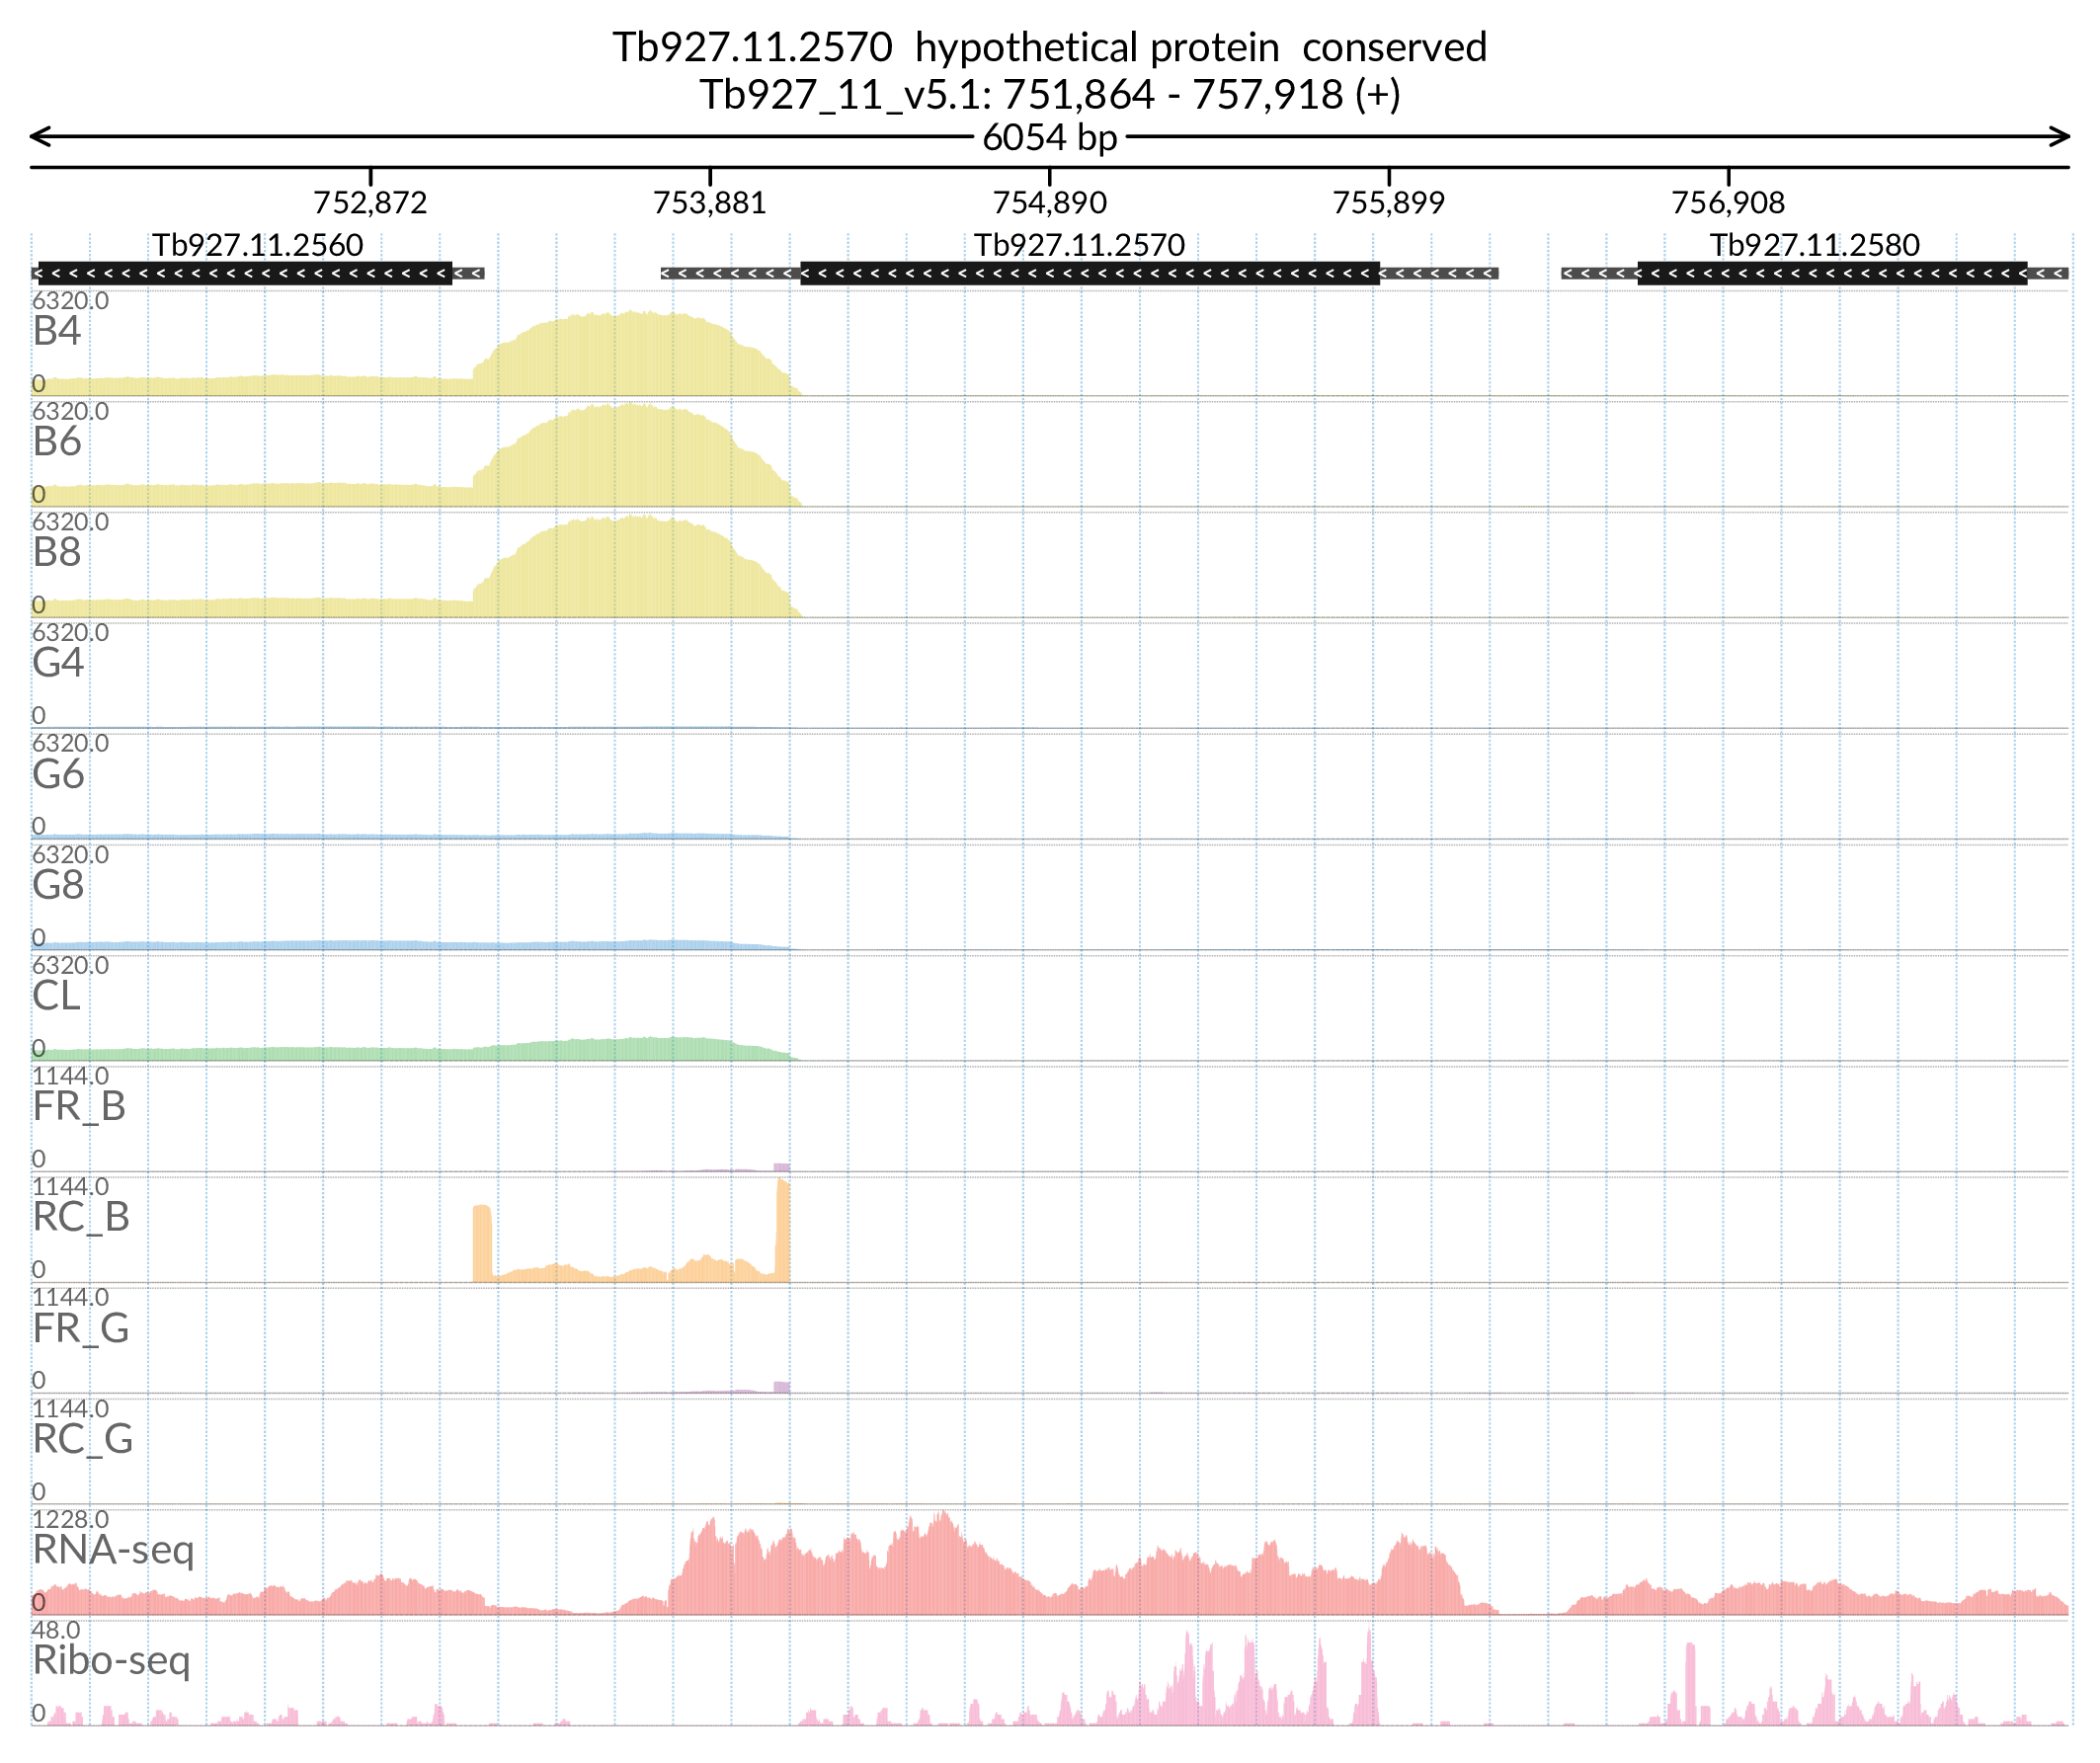 Tb927.11.2570 hypothetical protein conserved
Tb927_11_v5.1: 751,864 - 757,918 (+)
6054 bp
752,872 753,881 754,890 755,899 756,908
Tb927.11.2560 Tb927.11.2570 Tb927.11.2580
6320.0
B4
0
6320.0
B6
0
6320.0
B8
0
6320.0
G4
0
6320.0
G6
0
6320.0
G8
0
6320.0
CL
0
1144.0
FR_B
0
1144.0
RC_B
0
1144.0
FR_G
0
1144.0
RC_G
0
1228.0
RNA-seq
0
48.0
Ribo-seq
0